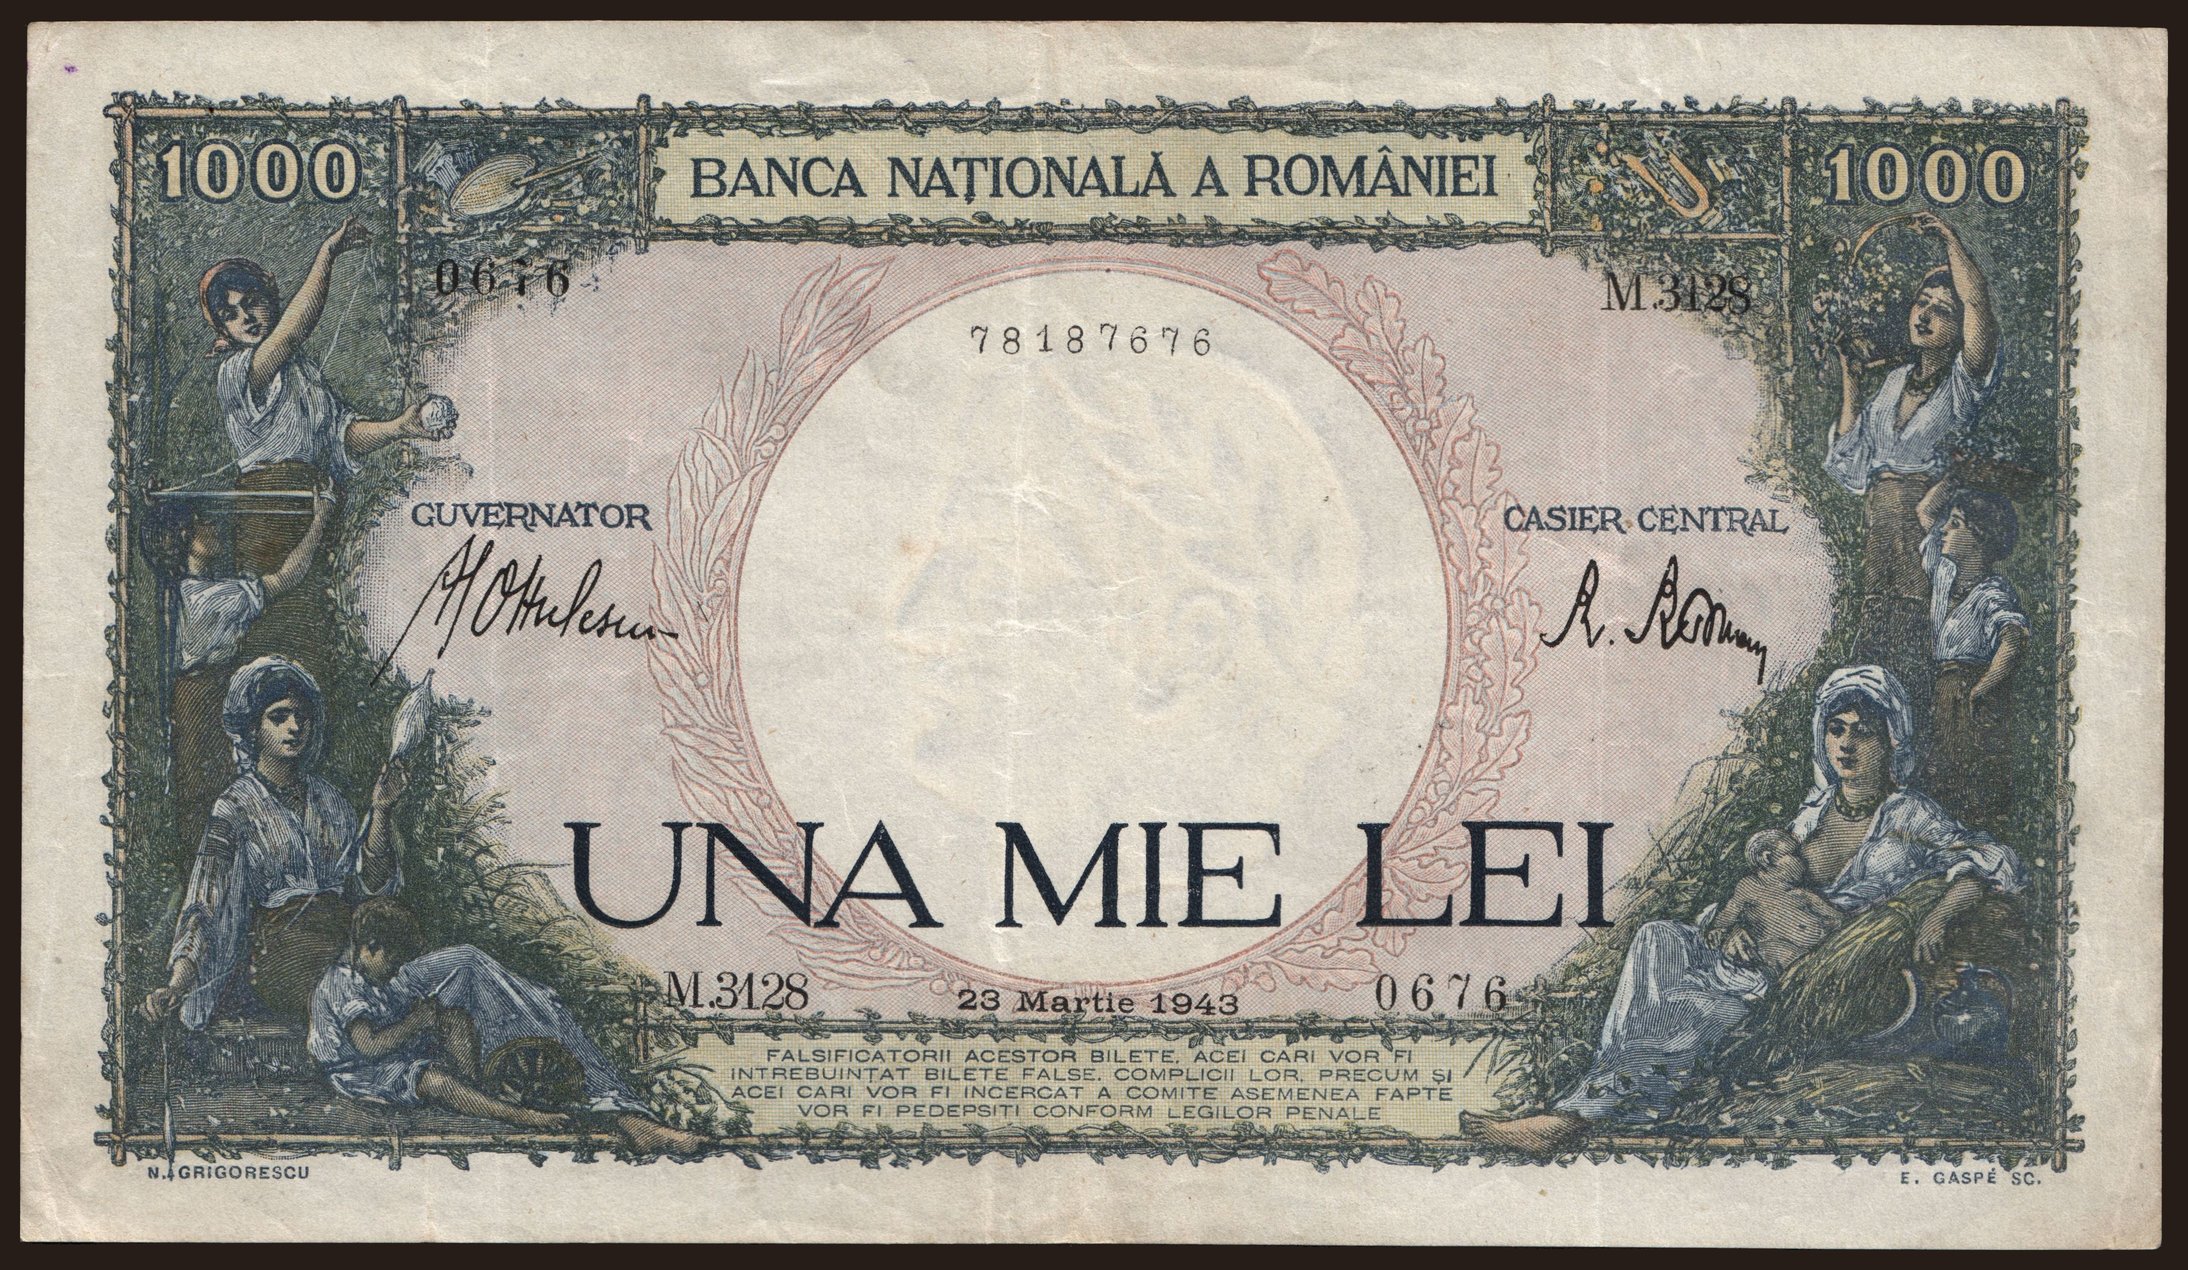 1000
BANCA NAȚIONALĂ A ROMÂNIEI
1000
0676
M.3128
78187676
GUVERNATOR
CASIER CENTRAL
UNA MIE LEI
M.3128
23 Martie 1943
0676
FALSIFICATORII ACESTOR BILETE, ACEI CARI VOR FI
INTREBUINȚAT BILETE FALSE, COMPLICII LOR, PRECUM ȘI
ACEI CARI VOR FI INCERCAT A COMITE ASEMENEA FAPTE
VOR FI PEDEPSITI CONFORM LEGILOR PENALE
N. GRIGORESCU
E. GASPÉ SC.